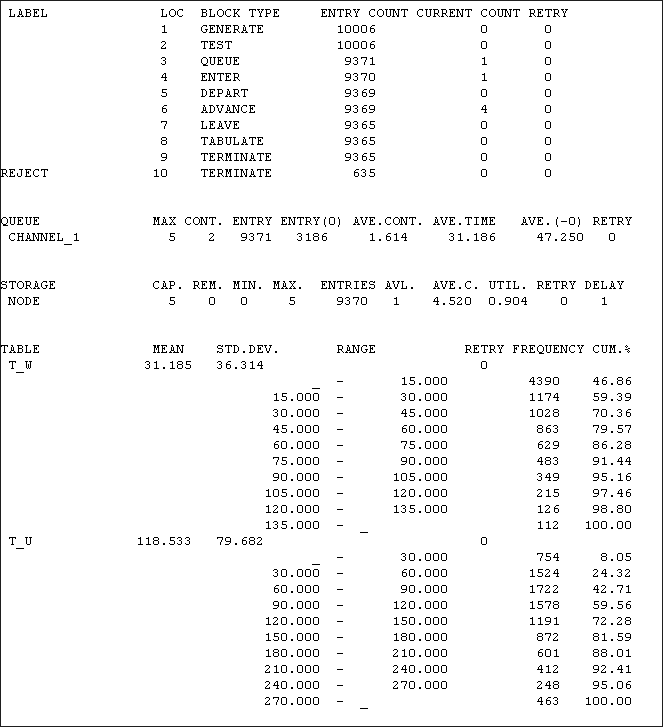 LABEL LOC BLOCK TYPE ENTRY COUNT CURRENT COUNT RETRY
1 GENERATE 10006 0 0
2 TEST 10006 0 0
3 QUEUE 9371 1 0
4 ENTER 9370 1 0
5 DEPART 9369 0 0
6 ADVANCE 9369 4 0
7 LEAVE 9365 0 0
8 TABULATE 9365 0 0
9 TERMINATE 9365 0 0
REJECT 10 TERMINATE 635 0 0
QUEUE MAX CONT. ENTRY ENTRY(0) AVE.CONT. AVE.TIME AVE.(-0) RETRY
CHANNEL_1 5 2 9371 3186 1.614 31.186 47.250 0
STORAGE CAP. REM. MIN. MAX. ENTRIES AVL. AVE.C. UTIL. RETRY DELAY
NODE 5 0 0 5 9370 1 4.520 0.904 0 1
TABLE MEAN STD.DEV. RANGE RETRY FREQUENCY CUM.%
T_W 31.185 36.314 0
_ - 15.000 4390 46.86
15.000 - 30.000 1174 59.39
30.000 - 45.000 1028 70.36
45.000 - 60.000 863 79.57
60.000 - 75.000 629 86.28
75.000 - 90.000 483 91.44
90.000 - 105.000 349 95.16
105.000 - 120.000 215 97.46
120.000 - 135.000 126 98.80
135.000 - _ 112 100.00
T_U 118.533 79.682 0
_ - 30.000 754 8.05
30.000 - 60.000 1524 24.32
60.000 - 90.000 1722 42.71
90.000 - 120.000 1578 59.56
120.000 - 150.000 1191 72.28
150.000 - 180.000 872 81.59
180.000 - 210.000 601 88.01
210.000 - 240.000 412 92.41
240.000 - 270.000 248 95.06
270.000 - _ 463 100.00